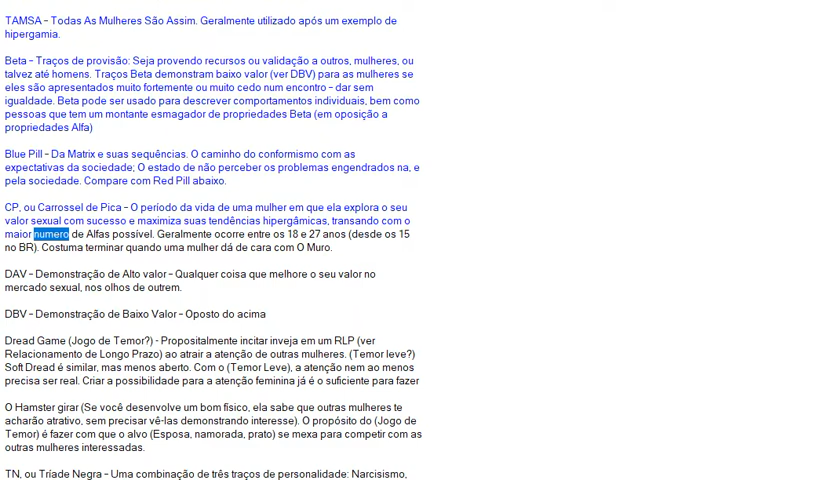 TAMSA – Todas As Mulheres São Assim. Geralmente utilizado após um exemplo de
hipergamia.
Beta – Traços de provisão: Seja provendo recursos ou validação a outros, mulheres, ou
talvez até homens. Traços Beta demonstram baixo valor (ver DBV) para as mulheres se
eles são apresentados muito fortemente ou muito cedo num encontro – dar sem
igualdade. Beta pode ser usado para descrever comportamentos individuais, bem como
pessoas que tem um montante esmagador de propriedades Beta (em oposição a
propriedades Alfa)
Blue Pill – Da Matrix e suas sequências. O caminho do conformismo com as
expectativas da sociedade; O estado de não perceber os problemas engendrados na, e
pela sociedade. Compare com Red Pill abaixo.
CP, ou Carrossel de Pica – O período da vida de uma mulher em que ela explora o seu
valor sexual com sucesso e maximiza suas tendências hipergâmicas, transando com o
maior numero de Alfas possível. Geralmente ocorre entre os 18 e 27 anos (desde os 15
no BR). Costuma terminar quando uma mulher dá de cara com O Muro.
DAV – Demonstração de Alto valor – Qualquer coisa que melhore o seu valor no
mercado sexual, nos olhos de outrem.
DBV – Demonstração de Baixo Valor – Oposto do acima
Dread Game (Jogo de Temor?) - Propositalmente incitar inveja em um RLP (ver
Relacionamento de Longo Prazo) ao atrair a atenção de outras mulheres. (Temor leve?)
Soft Dread é similar, mas menos aberto. Com o (Temor Leve), a atenção nem ao menos
precisa ser real. Criar a possibilidade para a atenção feminina já é o suficiente para fazer
O Hamster girar (Se você desenvolve um bom físico, ela sabe que outras mulheres te
acharão atrativo, sem precisar vê-las demonstrando interesse). O propósito do (Jogo de
Temor) é fazer com que o alvo (Esposa, namorada, prato) se mexa para competir com as
outras mulheres interessadas.
TN, ou Tríade Negra – Uma combinação de três traços de personalidade: Narcisismo,